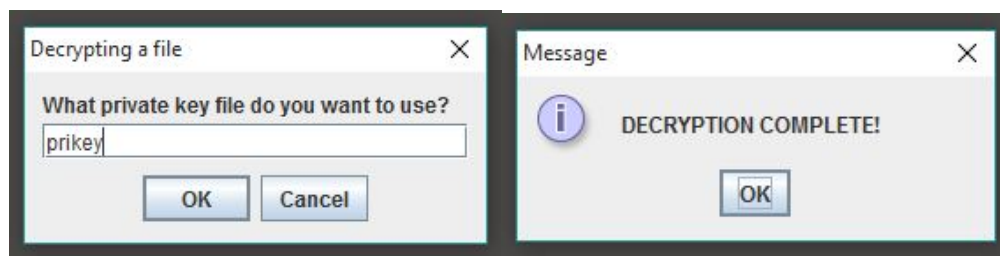 Decrypting a file
What private key file do you want to use?
prikey
OK Cancel
Message
i
DECRYPTION COMPLETE!
OK